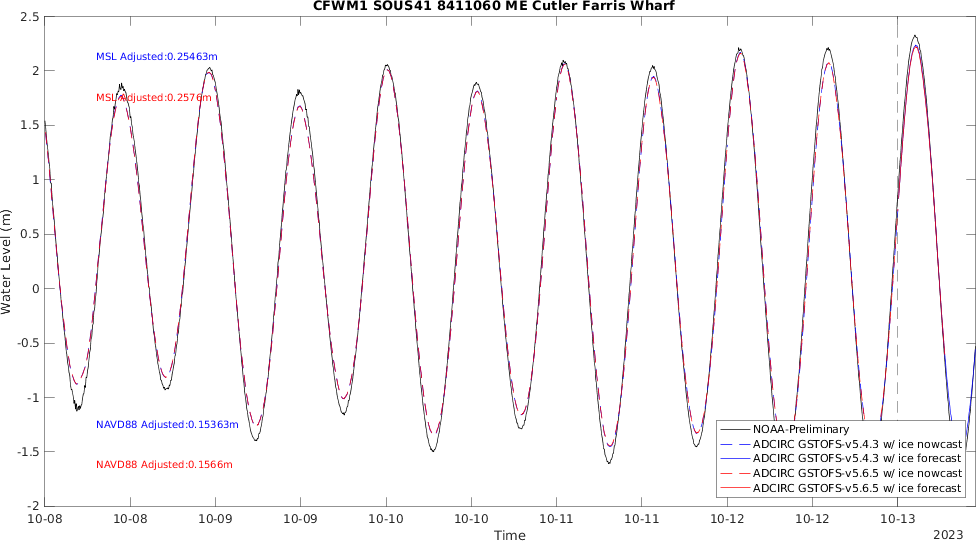 CFWM1 SOUS41 8411060 ME Cutler Farris Wharf
2.5
2
1.5
1
0.5
0
-0.5
-1
-1.5
-2
Water Level (m)
MSL Adjusted:0.25463m
MSL Adjusted:0.2576m
NAVD88 Adjusted:0.15363m
NAVD88 Adjusted:0.1566m
NOAA-Preliminary
ADCIRC GSTOFS-v5.4.3 w/ ice nowcast
ADCIRC GSTOFS-v5.4.3 w/ ice forecast
ADCIRC GSTOFS-v5.6.5 w/ ice nowcast
ADCIRC GSTOFS-v5.6.5 w/ ice forecast
10-08 10-08 10-09 10-09 10-10 10-10 10-11 10-11 10-12 10-12 10-13
Time
2023